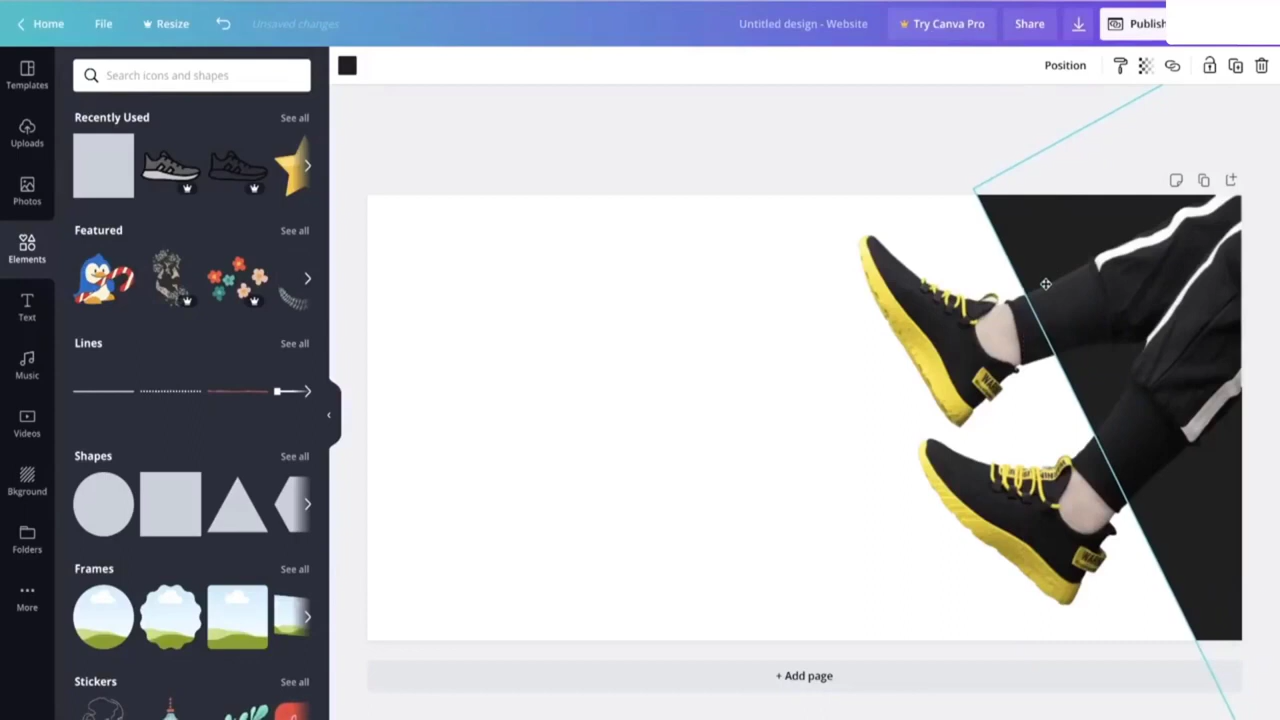 Home
File
Resize
Unsaved changes
Untitled design - Website
Try Canva Pro
Share
Publish
Templates
Uploads
Photos
Elements
Text
Music
Videos
Bkground
Folders
More
Search icons and shapes
Recently Used
See all
Featured
See all
Lines
See all
Shapes
See all
Frames
See all
Stickers
See all
Position
+ Add page